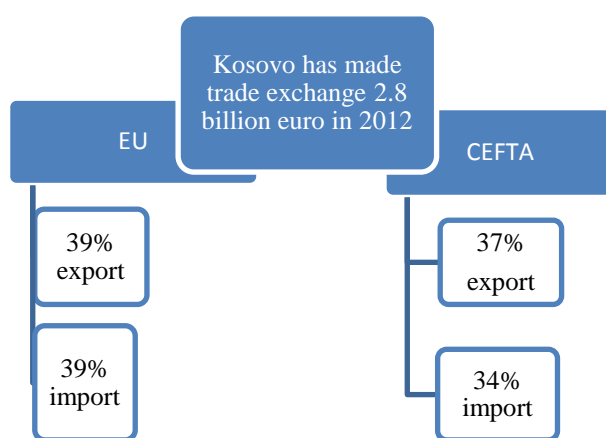 Kosovo has made
trade exchange 2.8
billion euro in 2012
EU
CEFTA
39%
export
37%
export
39%
import
34%
import